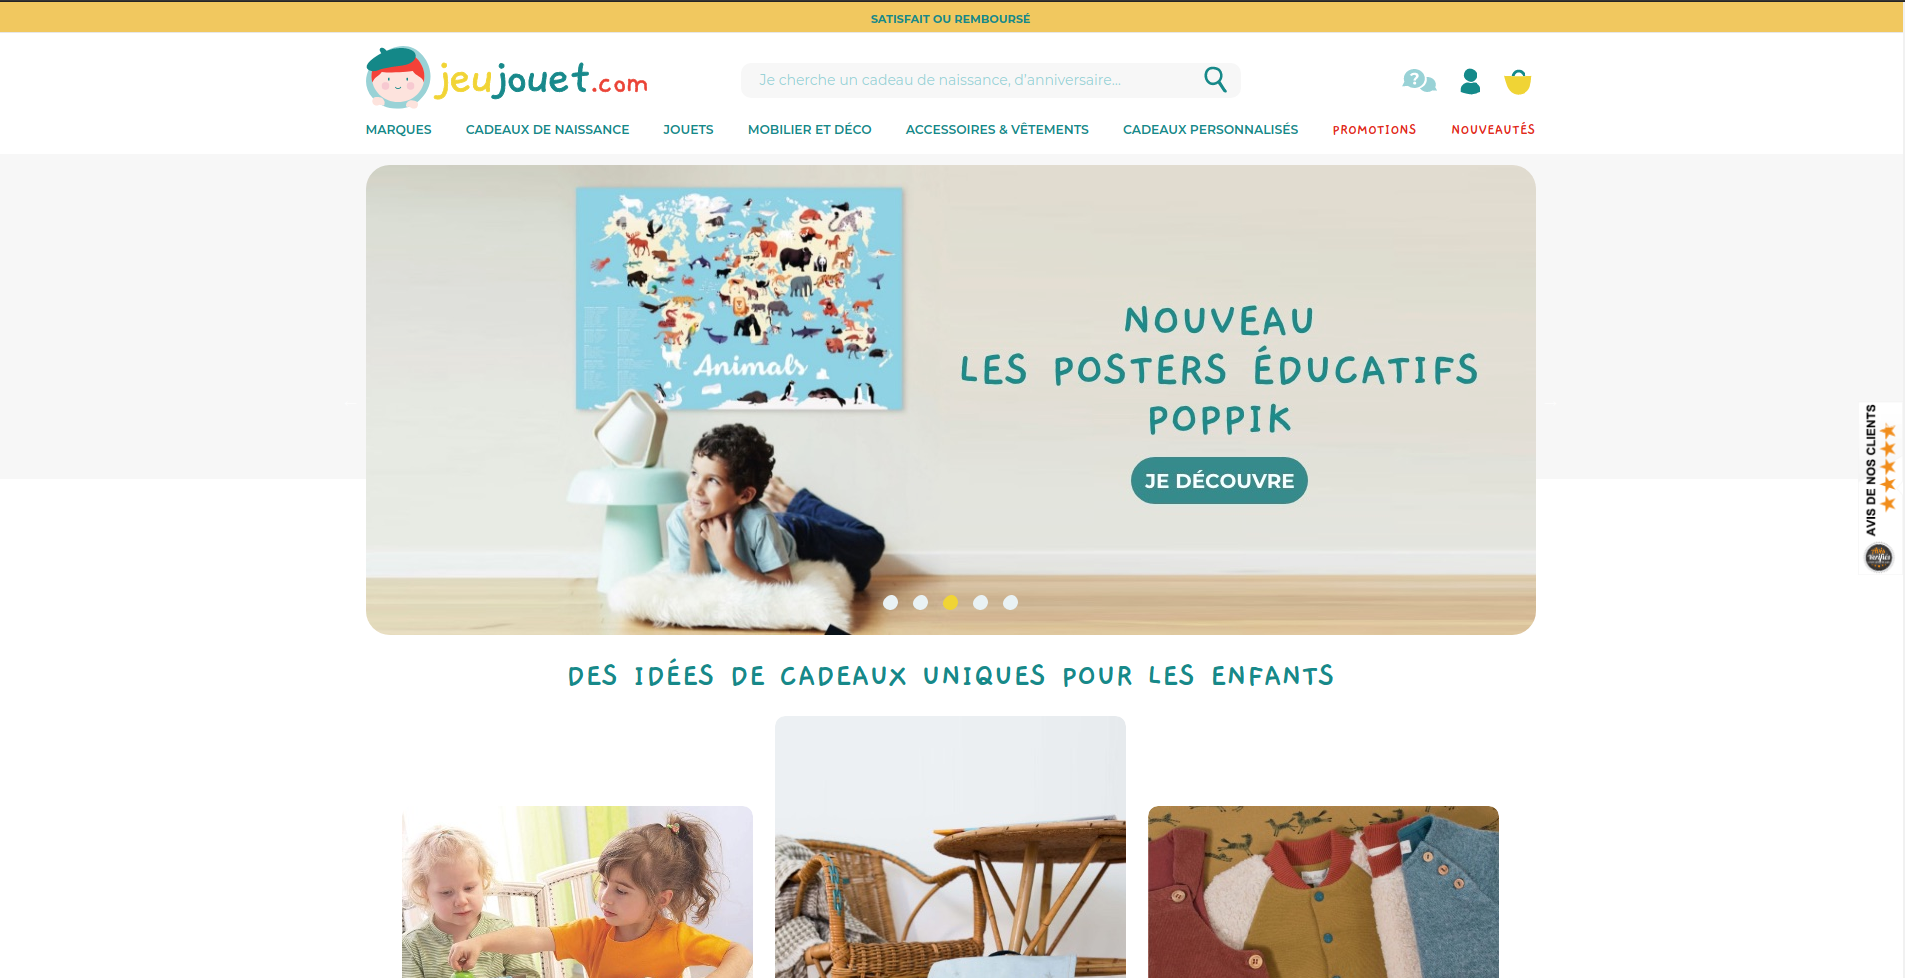 SATISFAIT OU REMBOURSÉ
jeujouet.com
Je cherche un cadeau de naissance, d'anniversaire...
?
MARQUES CADEAUX DE NAISSANCE JOUETS MOBILIER ET DÉCO ACCESSOIRES & VÊTEMENTS CADEAUX PERSONNALISÉS PROMOTIONS NOUVEAUTÉS
Animals
NOUVEAU
LES POSTERS ÉDUCATIFS
POPPIK
JE DÉCOUVRE
AVIS DE NOS CLIENTS
DES IDÉES DE CADEAUX UNIQUES POUR LES ENFANTS